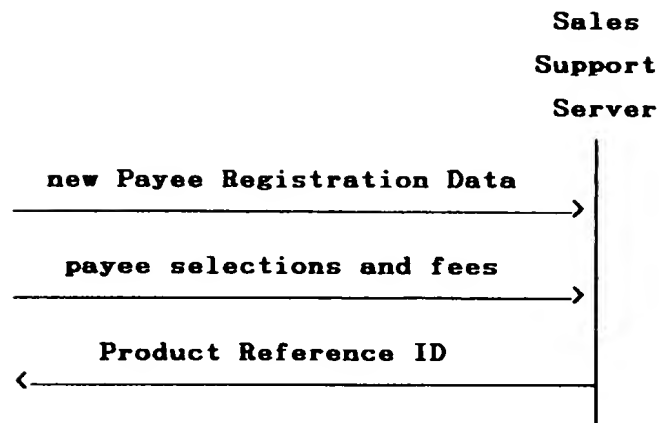 Sales
Support
Server
new Payee Registration Data
payee selections and fees
Product Reference ID